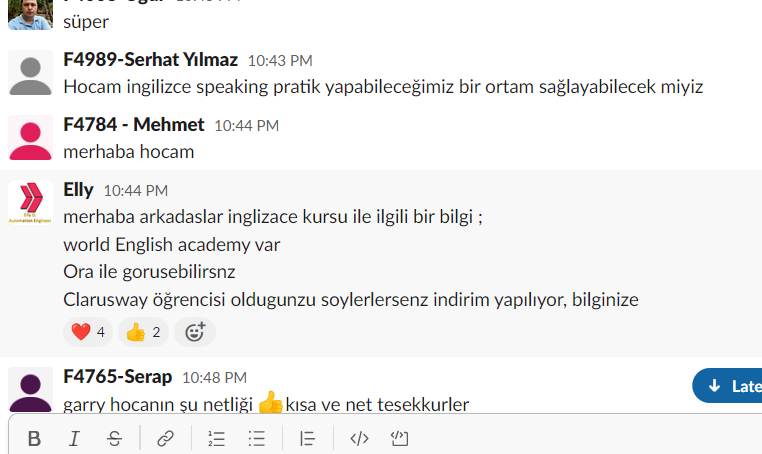 süper
F4989-Serhat Yılmaz 10:43 PM
Hocam ingilizce speaking pratik yapabileceğimiz bir ortam sağlayabilecek miyiz
F4784 - Mehmet 10:44 PM
merhaba hocam
Elly 10:44 PM
merhaba arkadaslar inglizace kursu ile ilgili bir bilgi ;
world English academy var
Ora ile gorusebilirsnz
Clarusway öğrencisi oldugunzu soylerlersenz indirim yapılıyor, bilginize
4 2
F4765-Serap 10:48 PM
Late
garry hocanın şu netliği 👍 kısa ve net tesekkurler
B I S